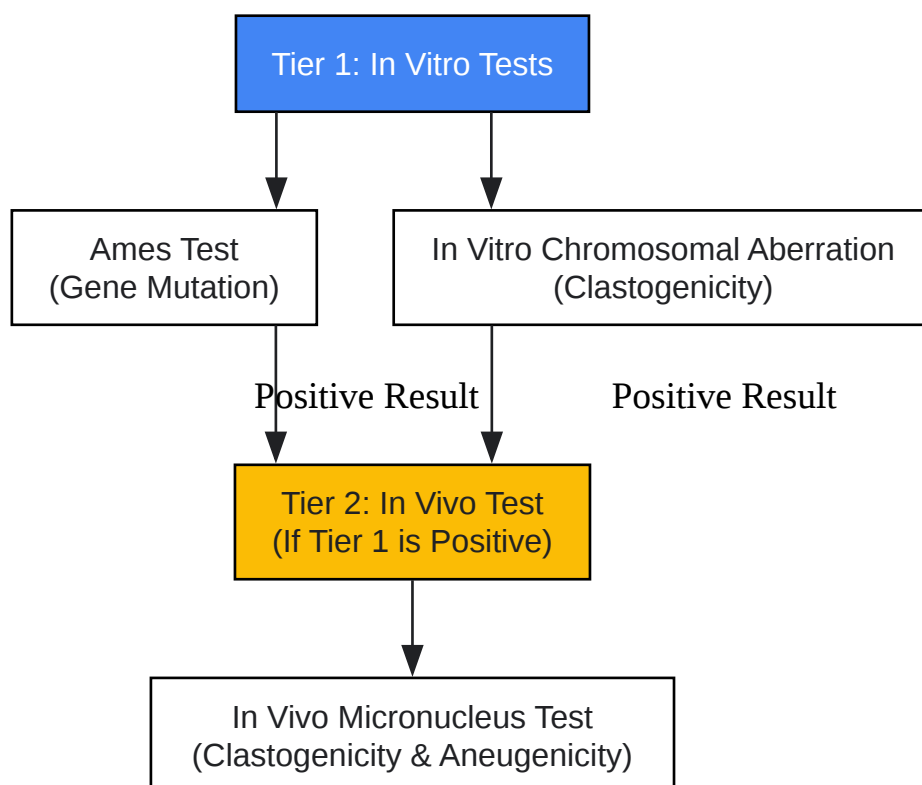 Tier 1: In Vitro Tests
Ames Test
(Gene Mutation)
In Vitro Chromosomal Aberration
(Clastogenicity)
Positive Result
Positive Result
Tier 2: In Vivo Test
(If Tier 1 is Positive)
In Vivo Micronucleus Test
(Clastogenicity & Aneugenicity)